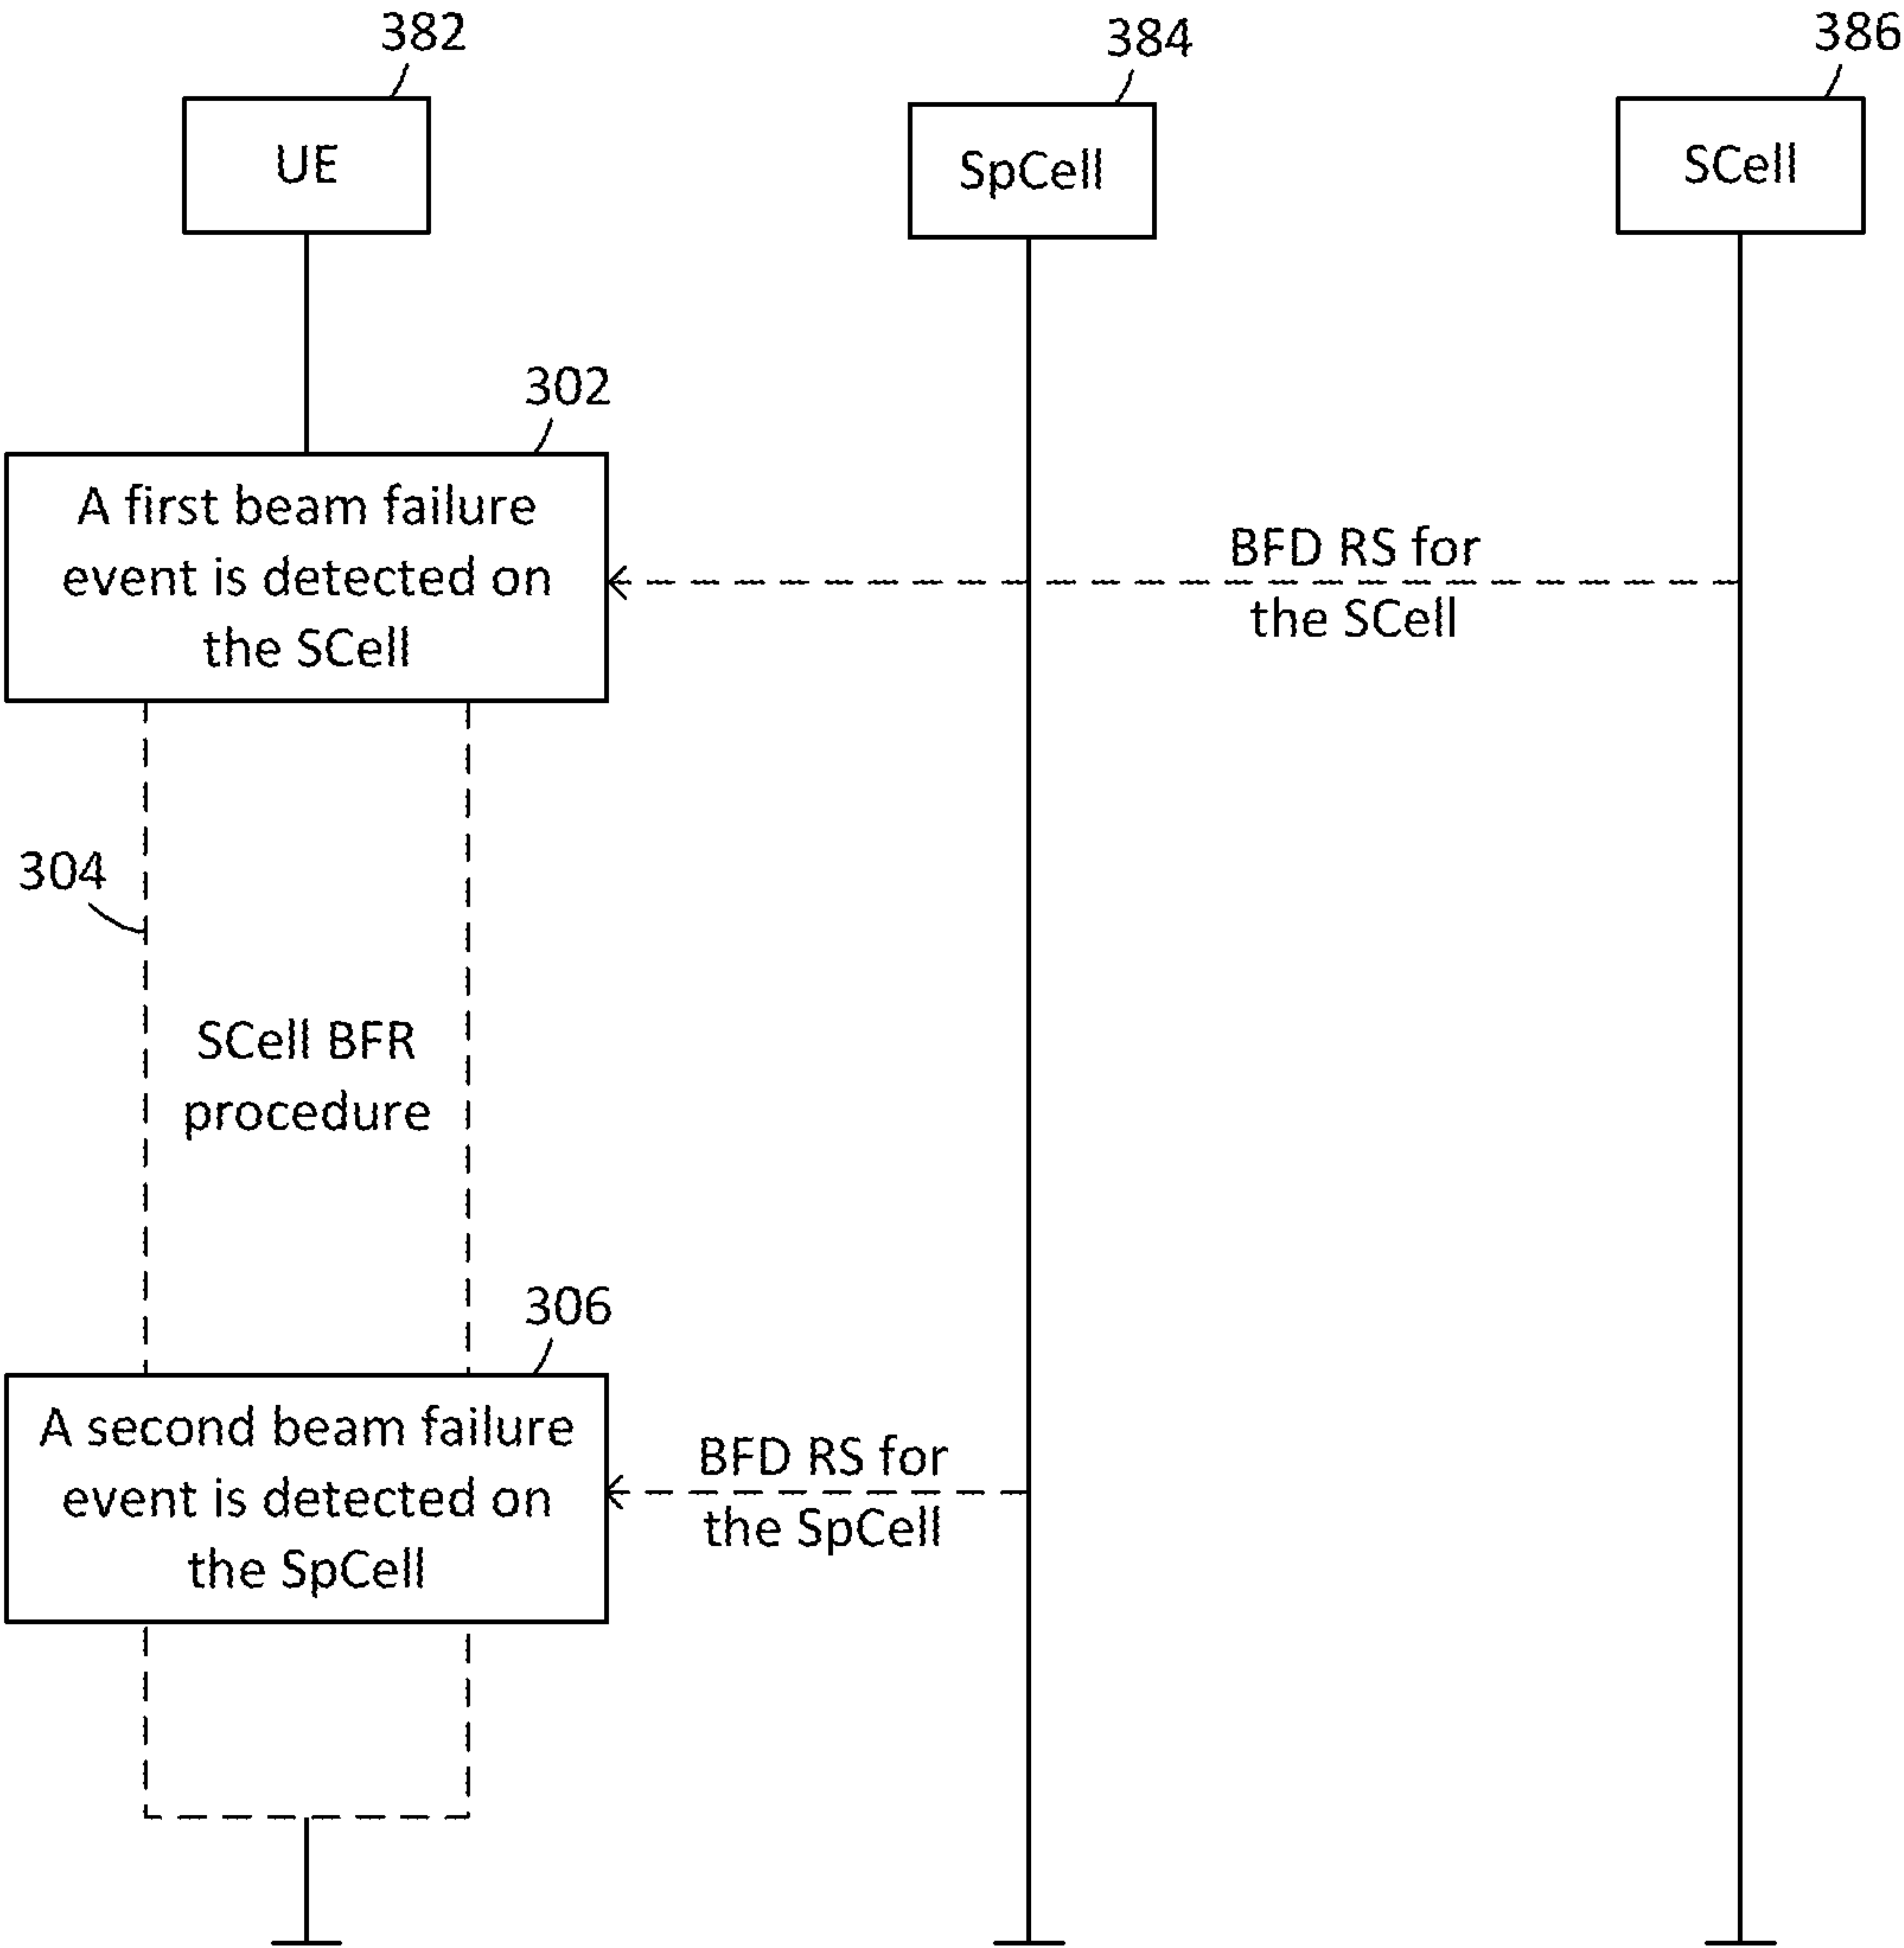 382
384
386
UE
SpCell
SCell
302
A first beam failure
event is detected on
the SCell
BFD RS for
the SCell
304
SCell BFR
procedure
306
A second beam failure
event is detected on
the SpCell
BFD RS for
the SpCell